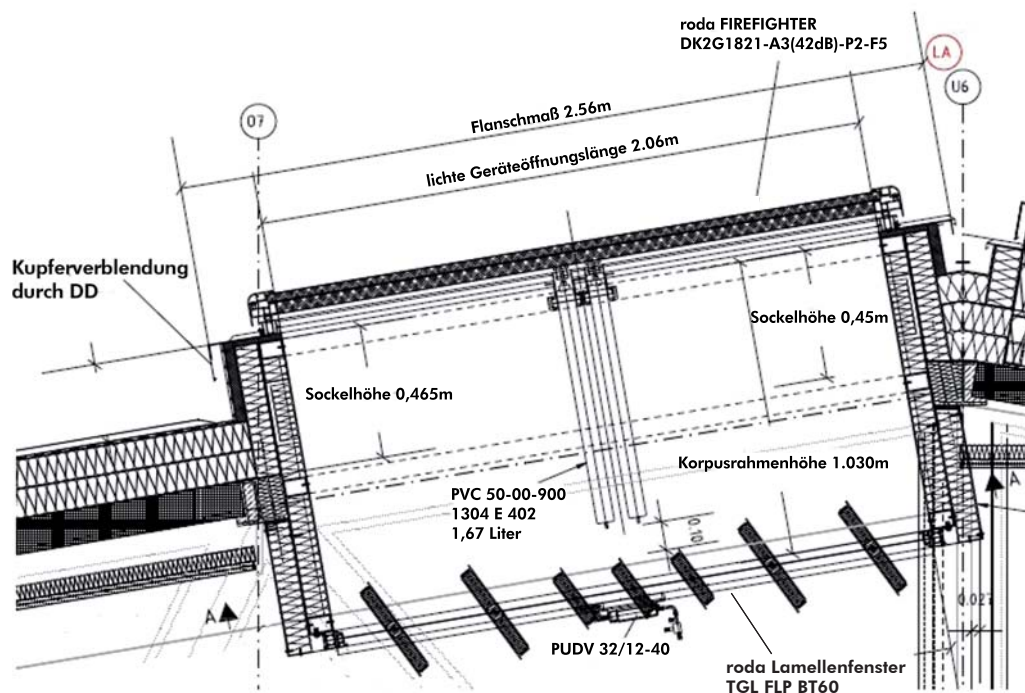 roda FIREFIGHTER
DK2G1821-A3(42dB)-P2-F5
LA
U6
07
Flanschmaß 2.56m
lichte Geräteöffnungslänge 2.06m
Kupferverblendung
durch DD
Sockelhöhe 0,45m
Sockelhöhe 0,465m
Korpusrahmenhöhe 1.030m
PVC 50-00-900
1304 E 402
1,67 Liter
0.10
A
A
0.027
PUDV 32/12-40
roda Lamellenfenster
TGL FLP BT60